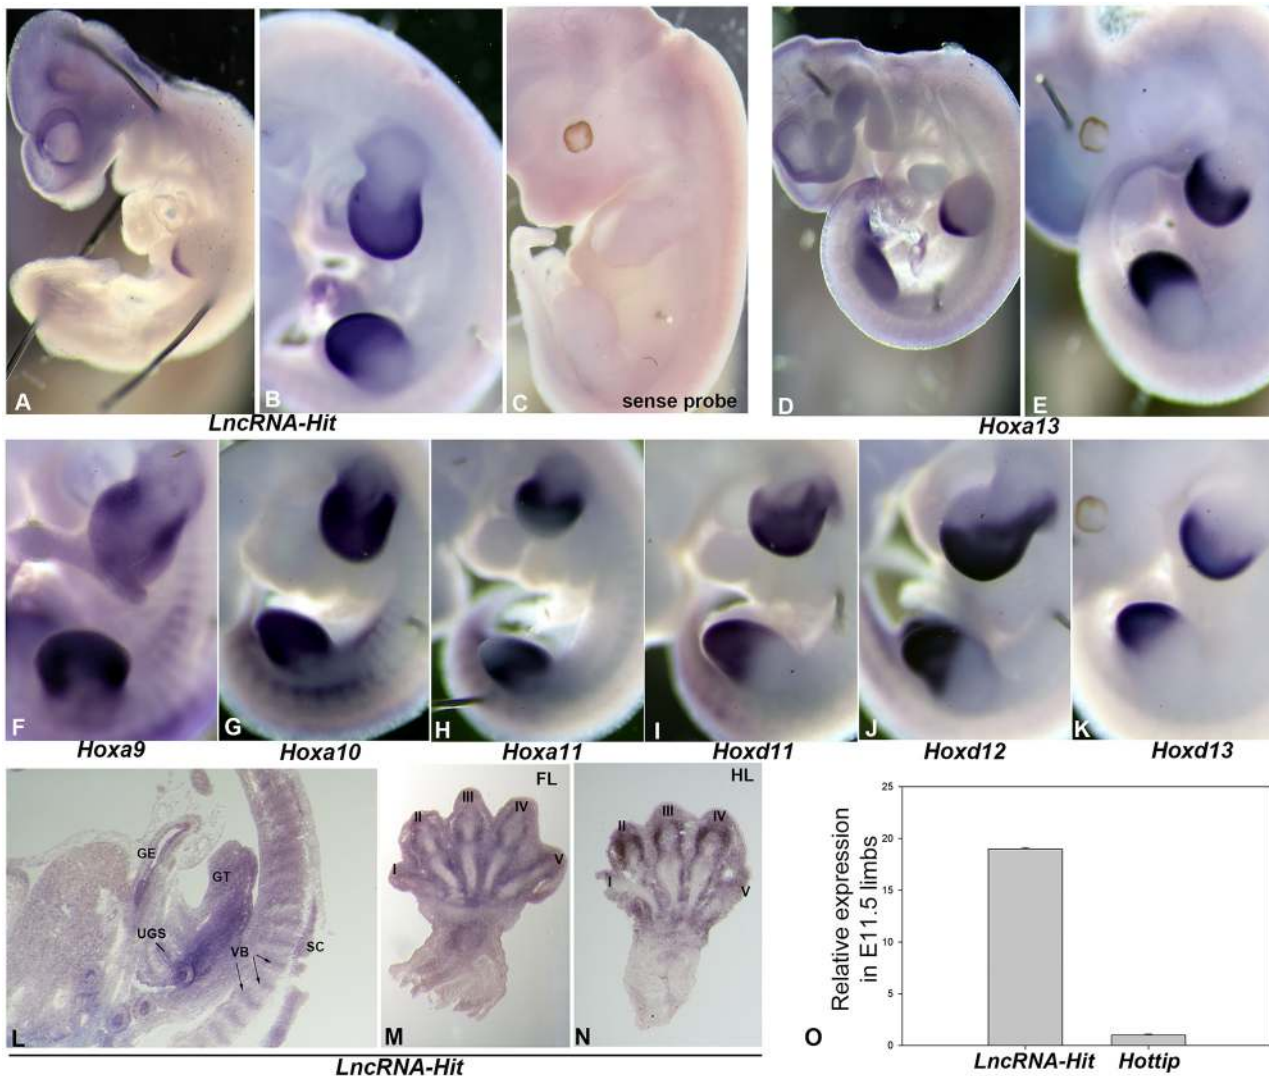 A
B
C
sense probe
D
E
LncRNA-Hit
Hoxa13
F
G
H
I
J
K
Hoxa9
Hoxa10
Hoxa11
Hoxd11
Hoxd12
Hoxd13
GE
GT
UGS
VB
SC
L
FL
I
II
III
IV
V
M
HL
I
II
III
IV
V
N
LncRNA-Hit
O
Relative expression
in E11.5 limbs
25
20
15
10
5
0
LncRNA-Hit
Hottip